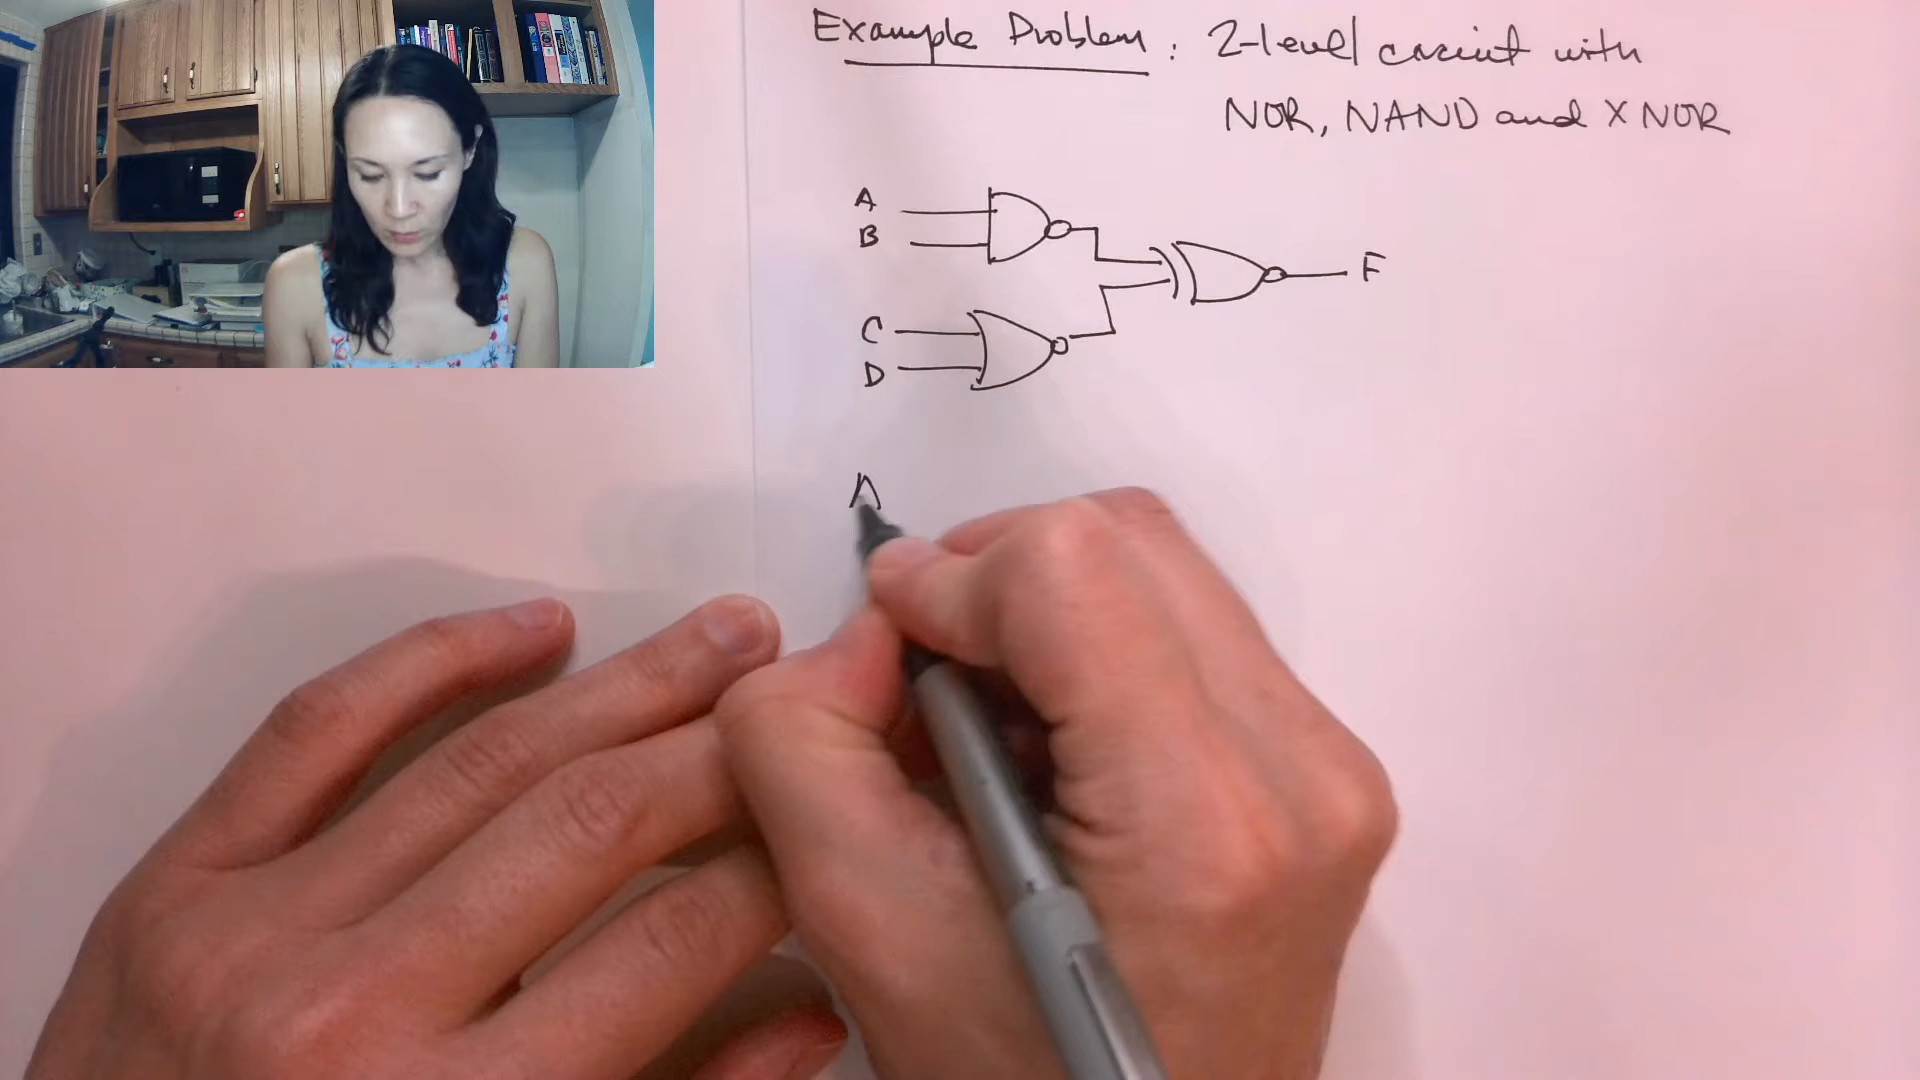 Example Problem : 2-level circuit with
NOR, NAND and XNOR
A
B
F
C
D
A